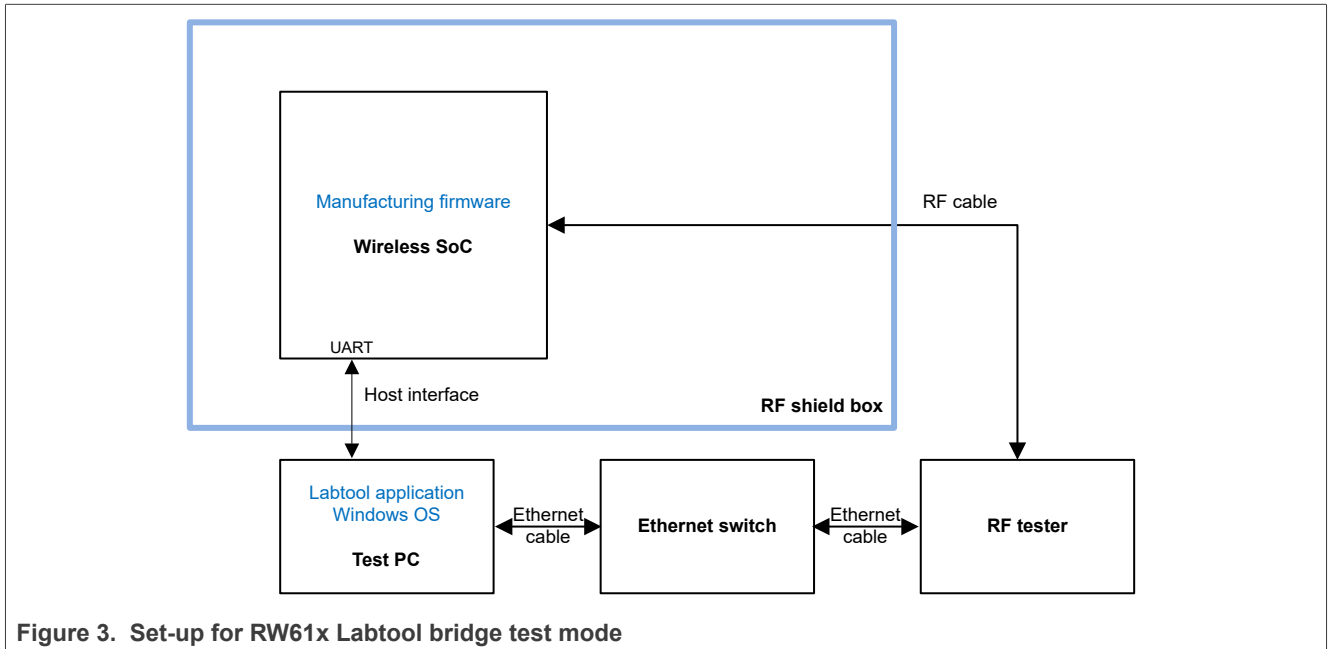 Manufacturing firmware
Wireless SoC
RF cable
UART
Host interface
RF shield box
Labtool application
Windows OS
Test PC
Ethernet
cable
Ethernet switch
Ethernet
cable
RF tester
Figure 3. Set-up for RW61x Labtool bridge test mode